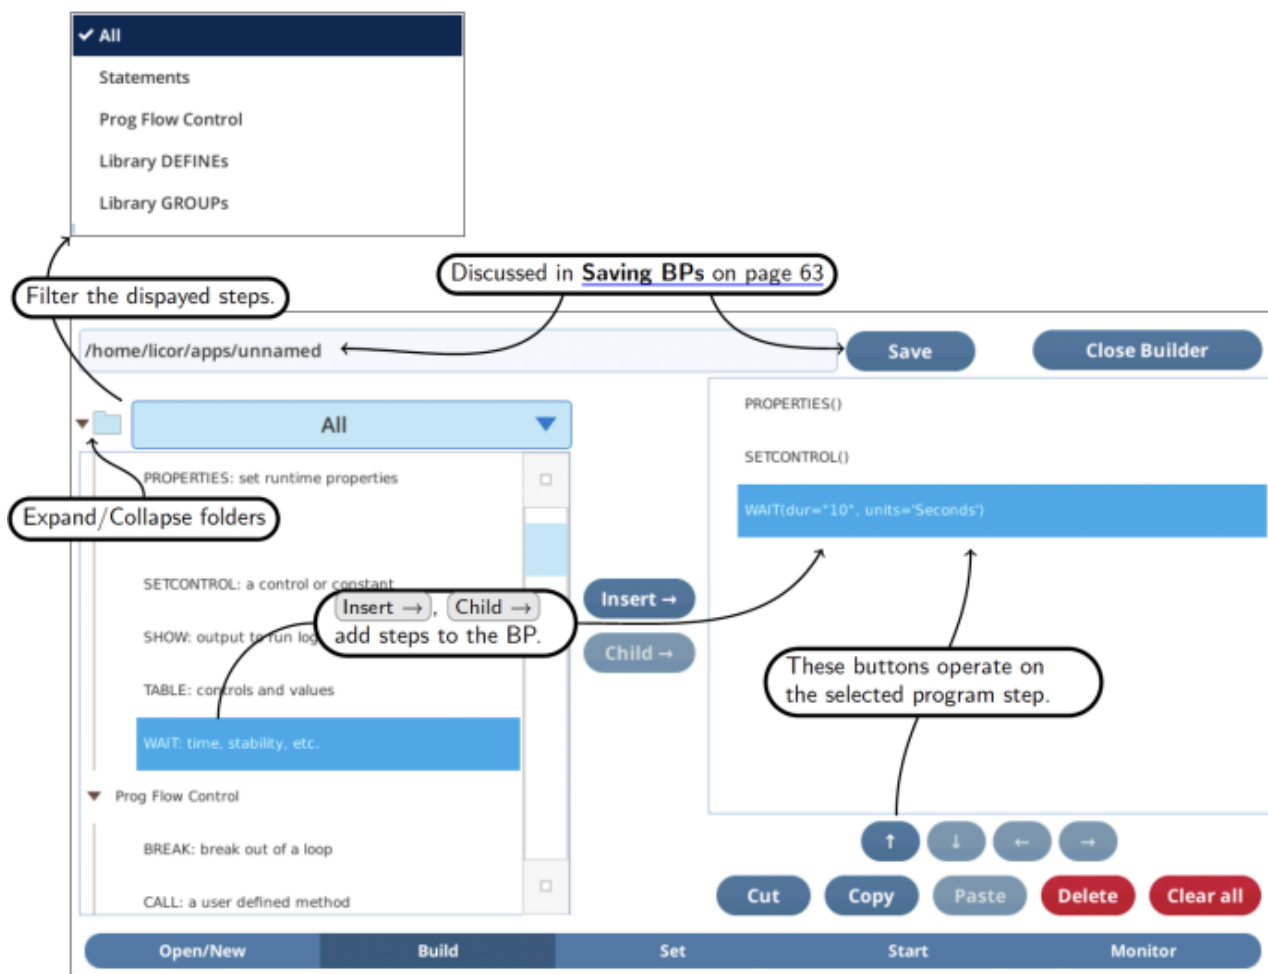 ✔ All
Statements
Prog Flow Control
Library DEFINEs
Library GROUPs
Discussed in Saving BPs on page 63
Filter the dispayed steps.
/home/licor/apps/unnamed
Save
Close Builder
All
PROPERTIES()
SETCONTROL()
WAIT(dur="10", units='Seconds')
PROPERTIES: set runtime properties
Expand/Collapse folders
SETCONTROL: a control or constant
Insert →, Child →
add steps to the BP.
SHOW: output to run log
TABLE: controls and values
WAIT: time, stability, etc.
Prog Flow Control
BREAK: break out of a loop
CALL: a user defined method
Insert →
Child →
These buttons operate on
the selected program step.
↑ ↓ ← →
Cut Copy Paste Delete Clear all
Open/New Build Set Start Monitor